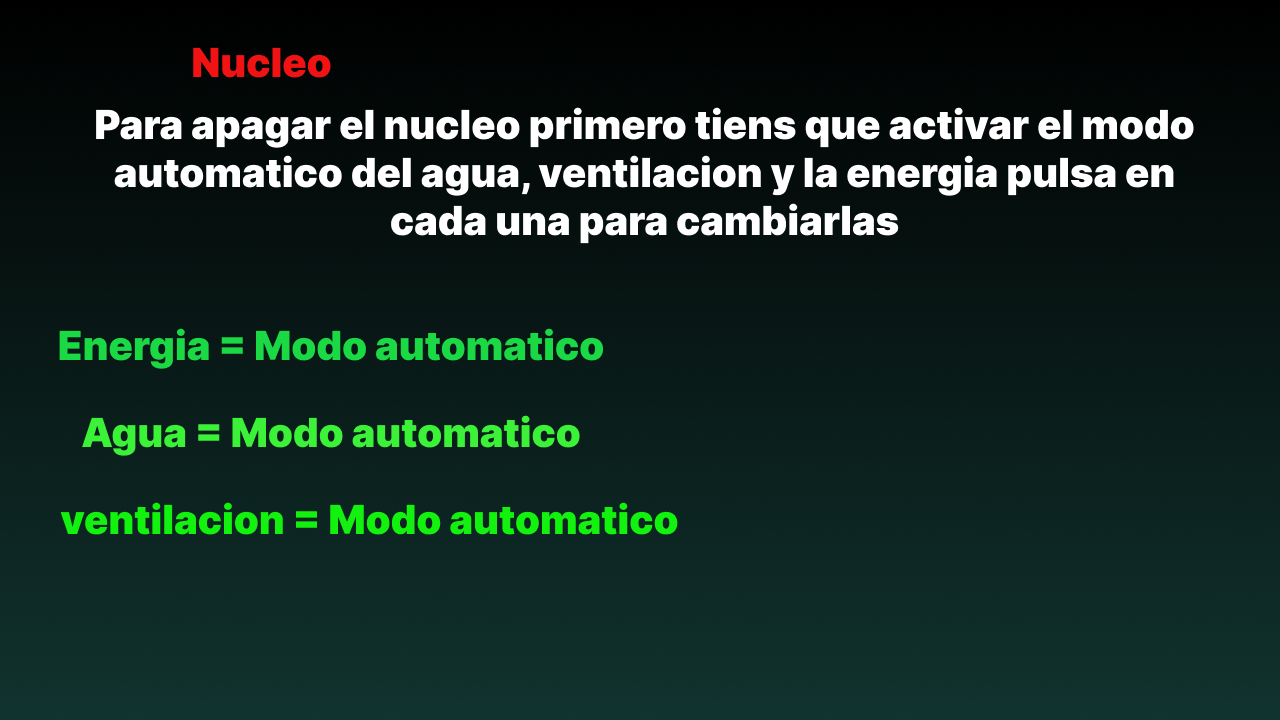 Nucleo
Para apagar el nucleo primero tiens que activar el modo
automatico del agua, ventilacion y la energia pulsa en
cada una para cambiarlas
Energia = Modo automatico
Agua = Modo automatico
ventilacion = Modo automatico